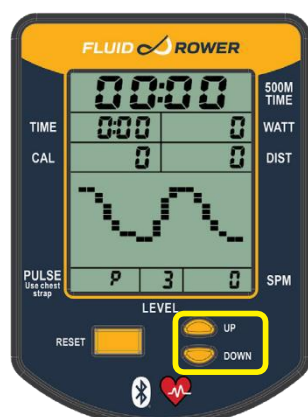 FLUID ROWER
00:00 500M TIME
TIME 0:00 0 WATT
CAL 0 0 DIST
PULSE Use chest strap P 3 0 SPM
LEVEL
RESET UP
DOWN